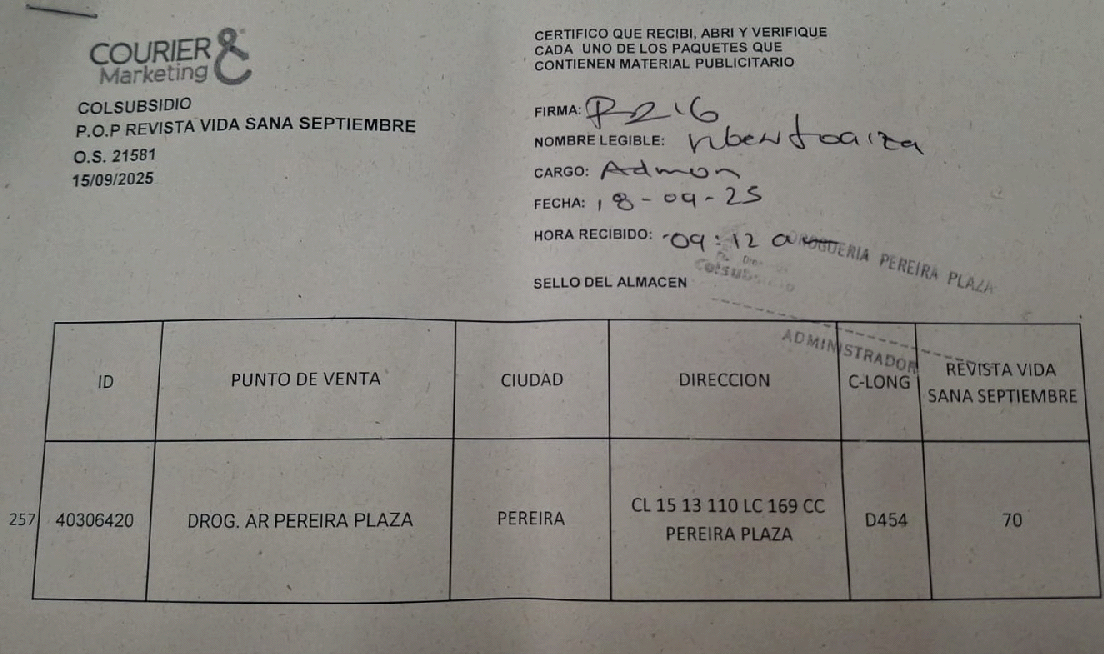 COURIER &
Marketing
COLSUBSIDIO
P.O.P REVISTA VIDA SANA SEPTIEMBRE
O.S. 21581
15/09/2025
CERTIFICO QUE RECIBI, ABRI Y VERIFIQUE
CADA UNO DE LOS PAQUETES QUE
CONTIENEN MATERIAL PUBLICITARIO
FIRMA:
NOMBRE LEGIBLE:
CARGO: Admon
FECHA: 18-09-25
HORA RECIBIDO: 09:12 a
SELLO DEL ALMACEN
DROGUERIA PEREIRA PLAZA
Colsubsidio
ADMINISTRADOR
ID PUNTO DE VENTA CIUDAD DIRECCION C-LONG REVISTA VIDA
SANA SEPTIEMBRE
257 40306420 DROG. AR PEREIRA PLAZA PEREIRA CL 15 13 110 LC 169 CC D454 70
PEREIRA PLAZA